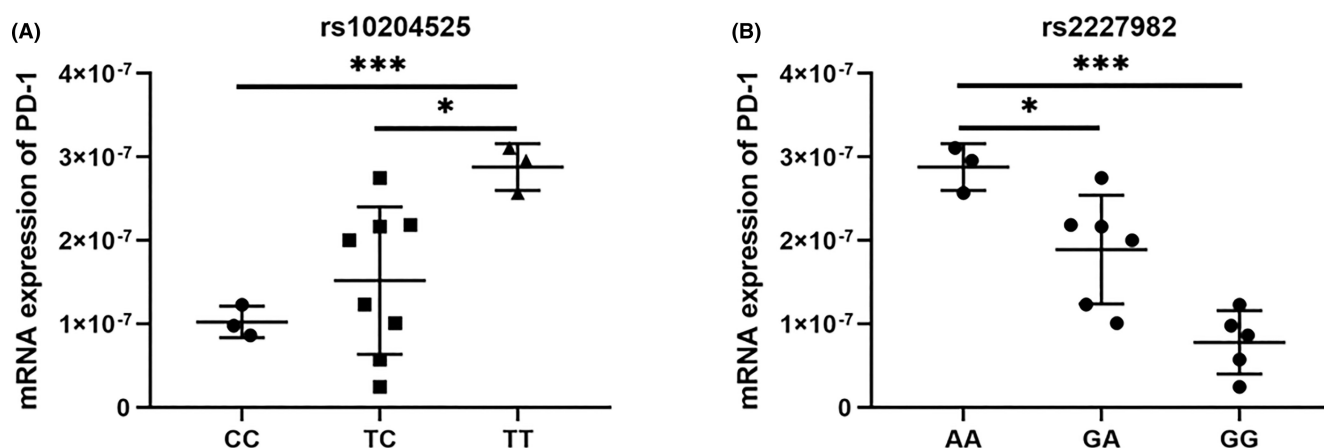 (A)
rs10204525
mRNA expression of PD-1
4×10⁻⁷
3×10⁻⁷
2×10⁻⁷
1×10⁻⁷
0
***
*
CC TC TT
(B)
rs2227982
mRNA expression of PD-1
4×10⁻⁷
3×10⁻⁷
2×10⁻⁷
1×10⁻⁷
0
***
*
AA GA GG